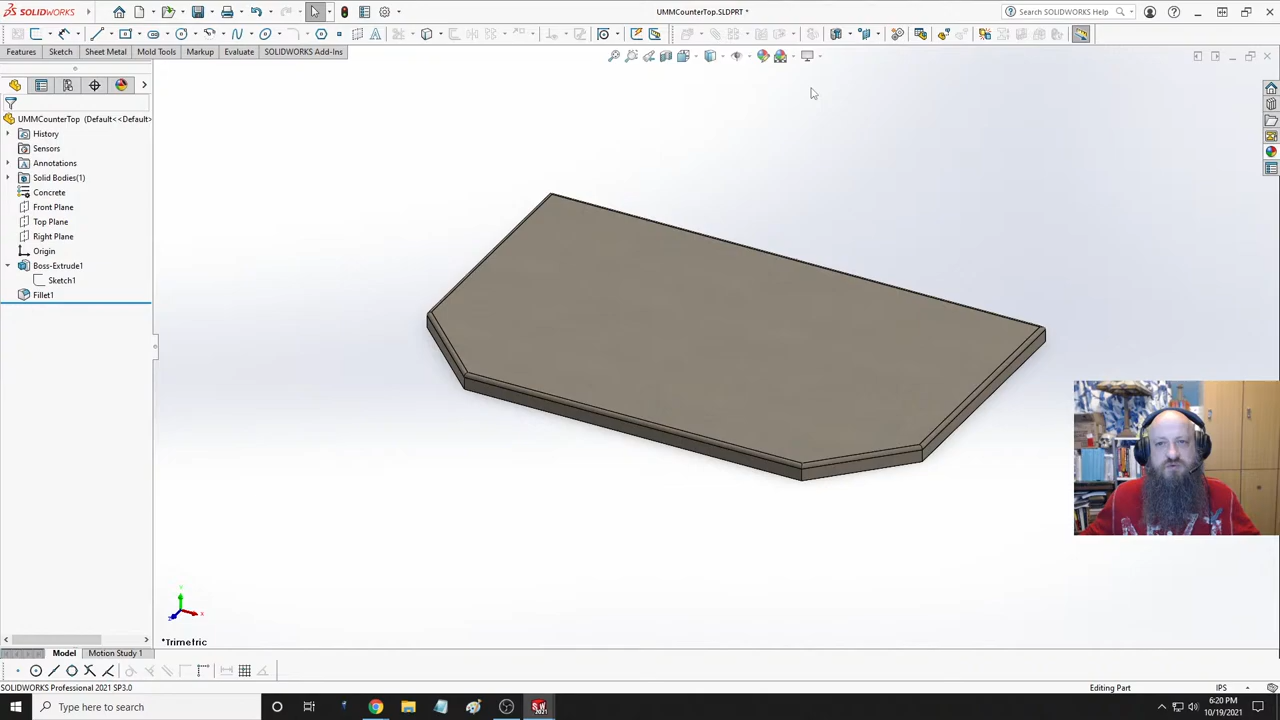 SOLIDWORKS
UMMCounterTop.SLDPRT *
Search SOLIDWORKS Help
Features
Sketch
Sheet Metal
Mold Tools
Markup
Evaluate
SOLIDWORKS Add-Ins
UMMCounterTop (Default<<Default>
History
Sensors
Annotations
Solid Bodies(1)
Concrete
Front Plane
Top Plane
Right Plane
Origin
Boss-Extrude1
Sketch1
Fillet1
*Trimetric
Model
Motion Study 1
SOLIDWORKS Professional 2021 SP3.0
Editing Part
IPS
Type here to search
6:20 PM
10/19/2021